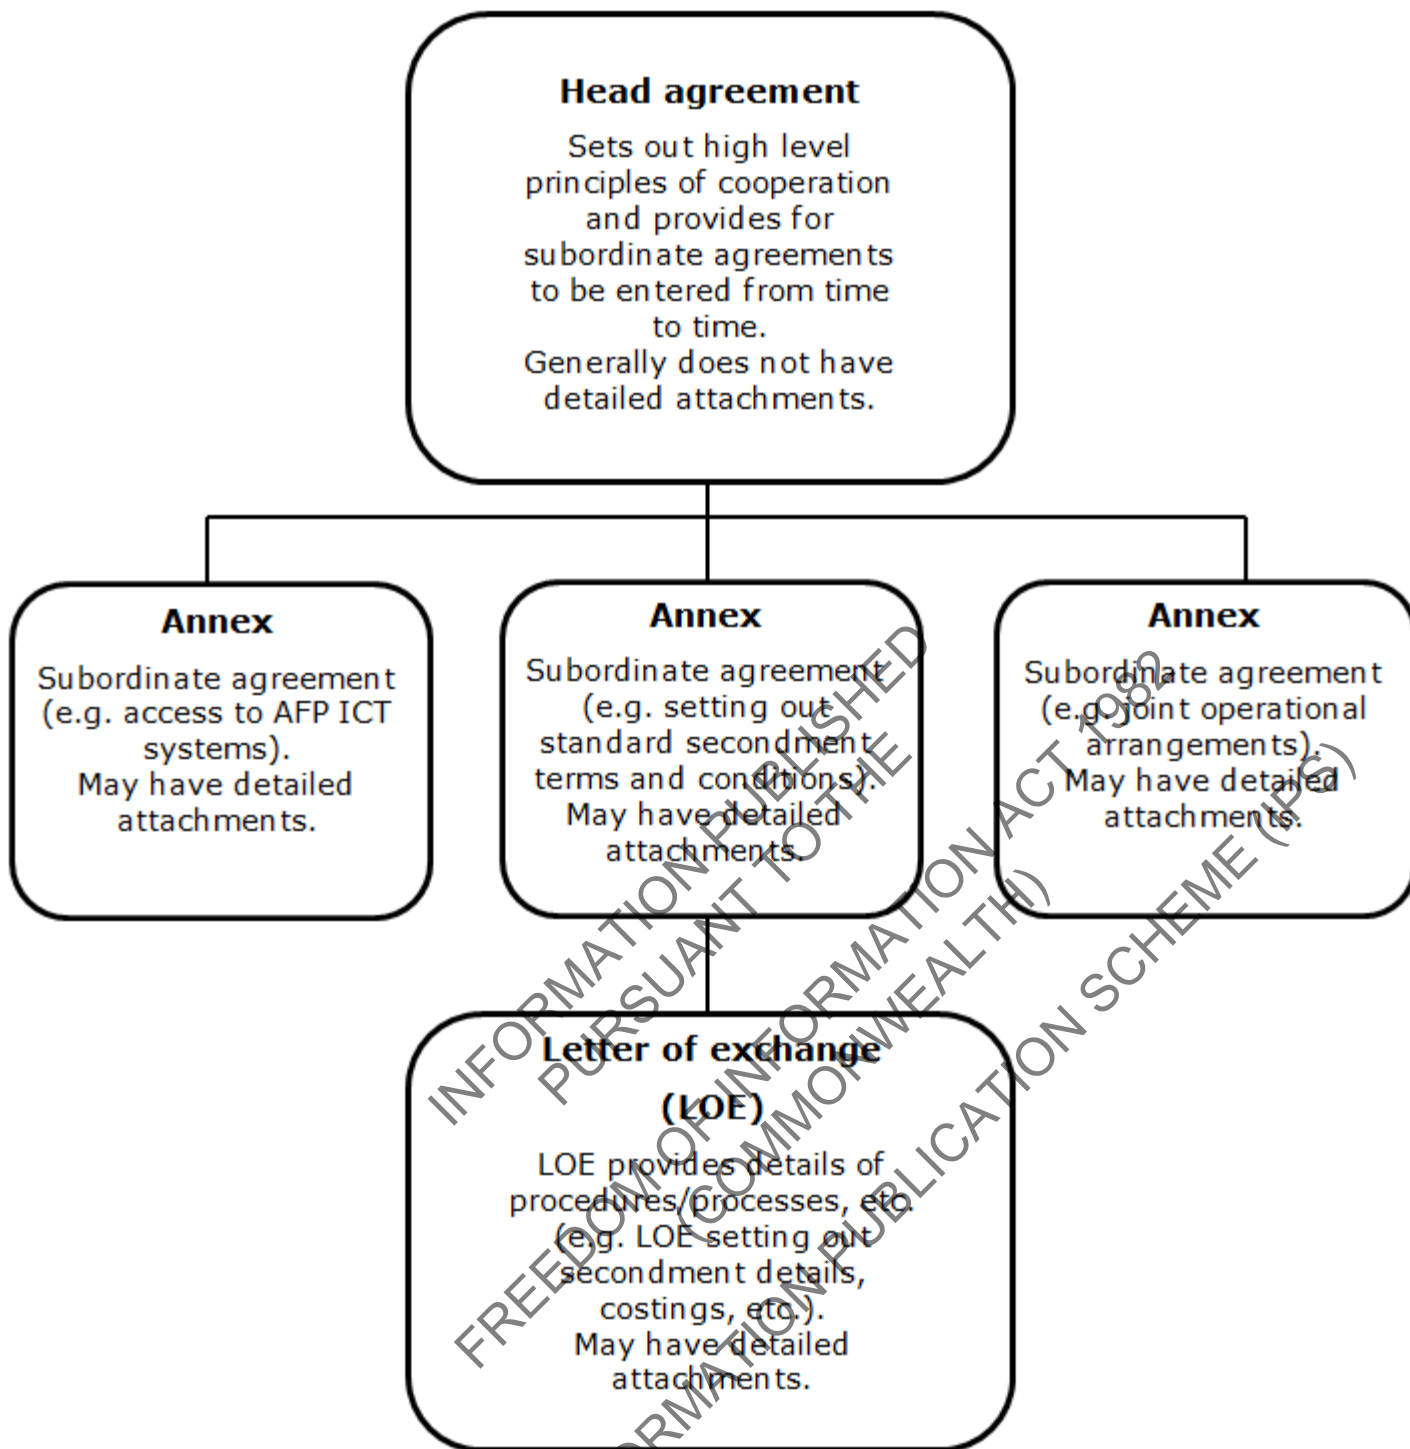 Head agreement
Sets out high level
principles of cooperation
and provides for
subordinate agreements
to be entered from time
to time.
Generally does not have
detailed attachments.
Annex
Subordinate agreement
(e.g. access to AFP ICT
systems).
May have detailed
attachments.
Annex
Subordinate agreement
(e.g. setting out
standard secondment
terms and conditions).
May have detailed
attachments.
Annex
Subordinate agreement
(e.g. joint operational
arrangements).
May have detailed
attachments.
Letter of exchange
(LOE)
LOE provides details of
procedures/processes, etc.
(e.g. LOE setting out
secondment details,
costings, etc.).
May have detailed
attachments.
INFORMATION PUBLISHED
PURSUANT TO THE
FREEDOM OF INFORMATION ACT 1982
(COMMONWEALTH)
PUBLICATION SCHEME (IPS)